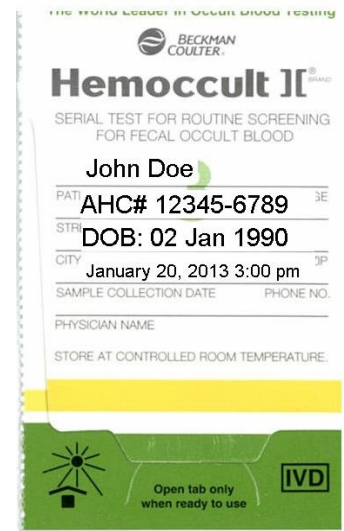 The World Leader in Occult Blood Testing
BECKMAN
COULTER.
Hemoccult II®
BRAND
SERIAL TEST FOR ROUTINE SCREENING
FOR FECAL OCCULT BLOOD
John Doe
AHC# 12345-6789
DOB: 02 Jan 1990
CITY
January 20, 2013 3:00 pm
SAMPLE COLLECTION DATE PHONE NO.
PHYSICIAN NAME
STORE AT CONTROLLED ROOM TEMPERATURE.
Open tab only
when ready to use
IVD